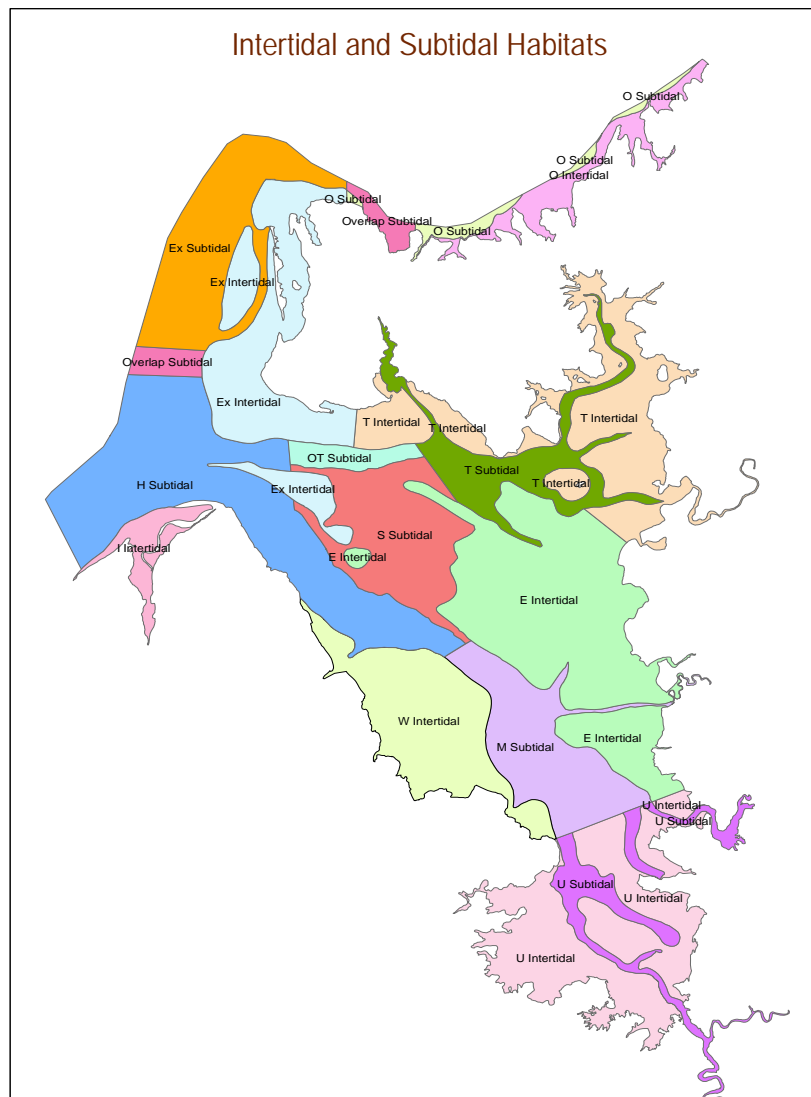 Intertidal and Subtidal Habitats
O Subtidal
O Subtidal
O Intertidal
O Subtidal
Overlap Subtidal
O Subtidal
Ex Subtidal
Ex Intertidal
Overlap Subtidal
Ex Intertidal
T Intertidal
T Intertidal
T Intertidal
OT Subtidal
T Subtidal
H Subtidal
Ex Intertidal
T Intertidal
S Subtidal
I Intertidal
E Intertidal
E Intertidal
W Intertidal
M Subtidal
E Intertidal
U Intertidal
U Subtidal
U Subtidal
U Intertidal
U Intertidal